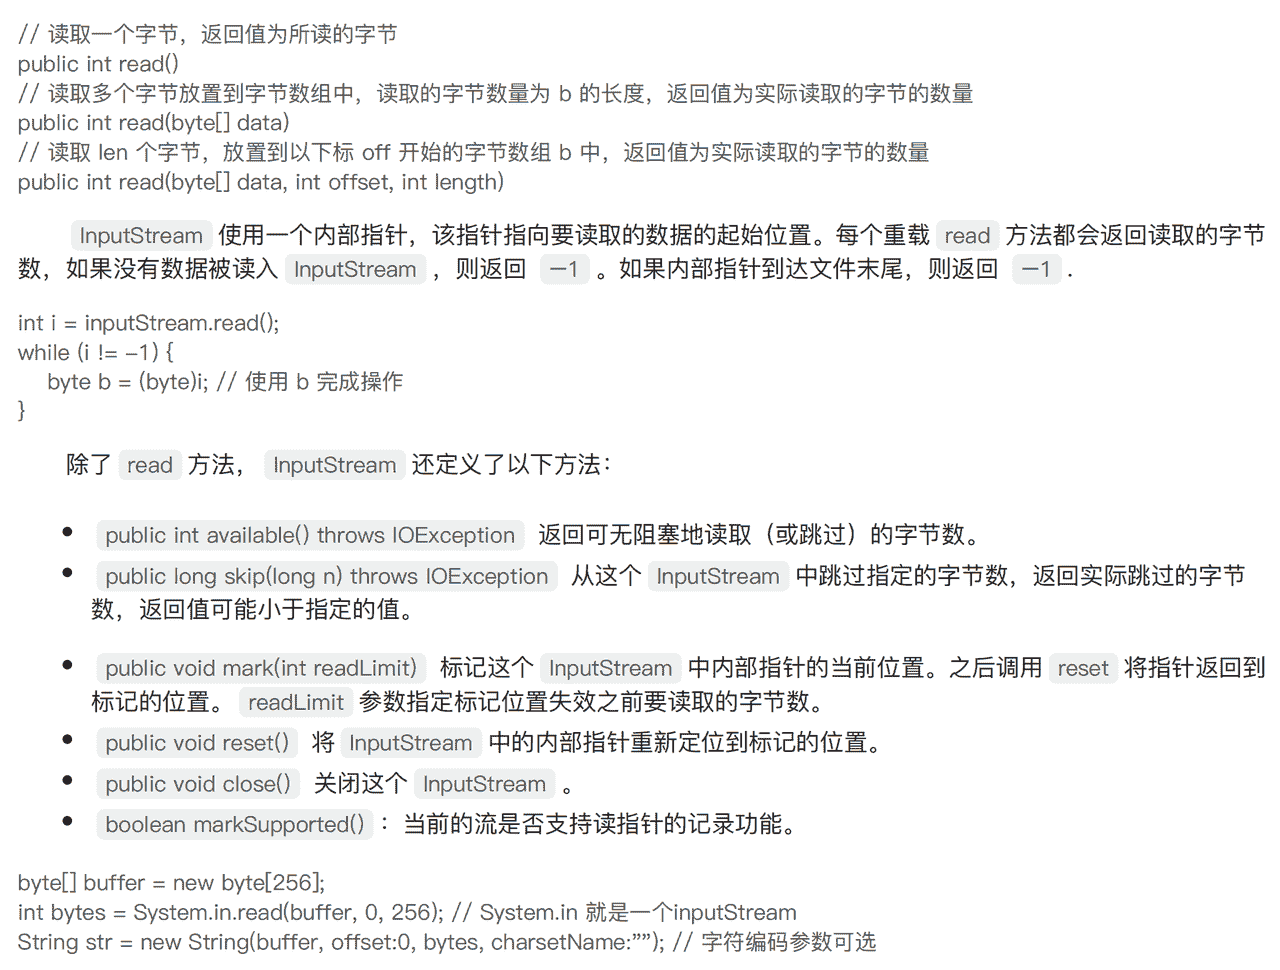 // 读取一个字节，返回值为所读的字节
public int read()
// 读取多个字节放置到字节数组中，读取的字节数量为 b 的长度，返回值为实际读取的字节的数量
public int read(byte[] data)
// 读取 len 个字节，放置到以下标 off 开始的字节数组 b 中，返回值为实际读取的字节的数量
public int read(byte[] data, int offset, int length)
InputStream 使用一个内部指针，该指针指向要读取的数据的起始位置。每个重载 read 方法都会返回读取的字节
数，如果没有数据被读入 InputStream ，则返回 -1 。如果内部指针到达文件末尾，则返回 -1 .
int i = inputStream.read();
while (i != -1) {
byte b = (byte)i; // 使用 b 完成操作
}
除了 read 方法， InputStream 还定义了以下方法：
• public int available() throws IOException 返回可无阻塞地读取（或跳过）的字节数。
• public long skip(long n) throws IOException 从这个 InputStream 中跳过指定的字节数，返回实际跳过的字节
数，返回值可能小于指定的值。
• public void mark(int readLimit) 标记这个 InputStream 中内部指针的当前位置。之后调用 reset 将指针返回到
标记的位置。 readLimit 参数指定标记位置失效之前要读取的字节数。
• public void reset() 将 InputStream 中的内部指针重新定位到标记的位置。
• public void close() 关闭这个 InputStream 。
• boolean markSupported() ：当前的流是否支持读指针的记录功能。
byte[] buffer = new byte[256];
int bytes = System.in.read(buffer, 0, 256); // System.in 就是一个inputStream
String str = new String(buffer, offset:0, bytes, charsetName:””); // 字符编码参数可选